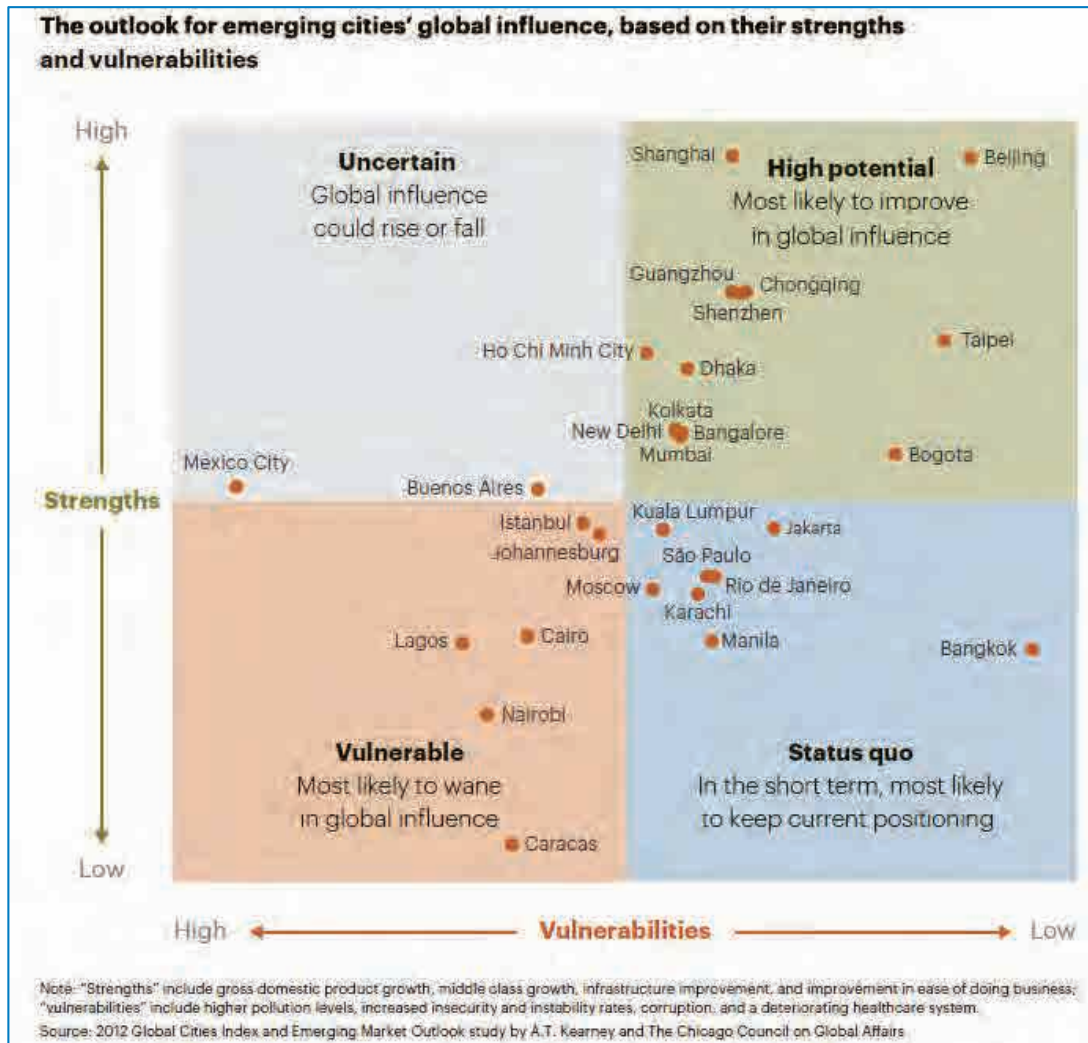 The outlook for emerging cities' global influence, based on their strengths
and vulnerabilities
High
Uncertain
Global influence
could rise or fall
Shanghai
High potential
Most likely to improve
in global influence
Beijing
Guangzhou
Chongqing
Shenzhen
Ho Chi Minh City
Taipei
Dhaka
Kolkata
New Delhi
Bangalore
Mumbai
Bogota
Mexico City
Buenos Aires
Strengths
Istanbul
Kuala Lumpur
Jakarta
Johannesburg
São Paulo
Moscow
Rio de Janeiro
Karachi
Lagos
Cairo
Manila
Bangkok
Nairobi
Vulnerable
Most likely to wane
in global influence
Status quo
In the short term, most likely
to keep current positioning
Caracas
Low
High
Vulnerabilities
Low
Note: "Strengths" include gross domestic product growth, middle class growth, infrastructure improvement, and improvement in ease of doing business;
"vulnerabilities" include higher pollution levels, increased insecurity and instability rates, corruption, and a deteriorating healthcare system.
Source: 2012 Global Cities Index and Emerging Market Outlook study by A.T. Kearney and The Chicago Council on Global Affairs